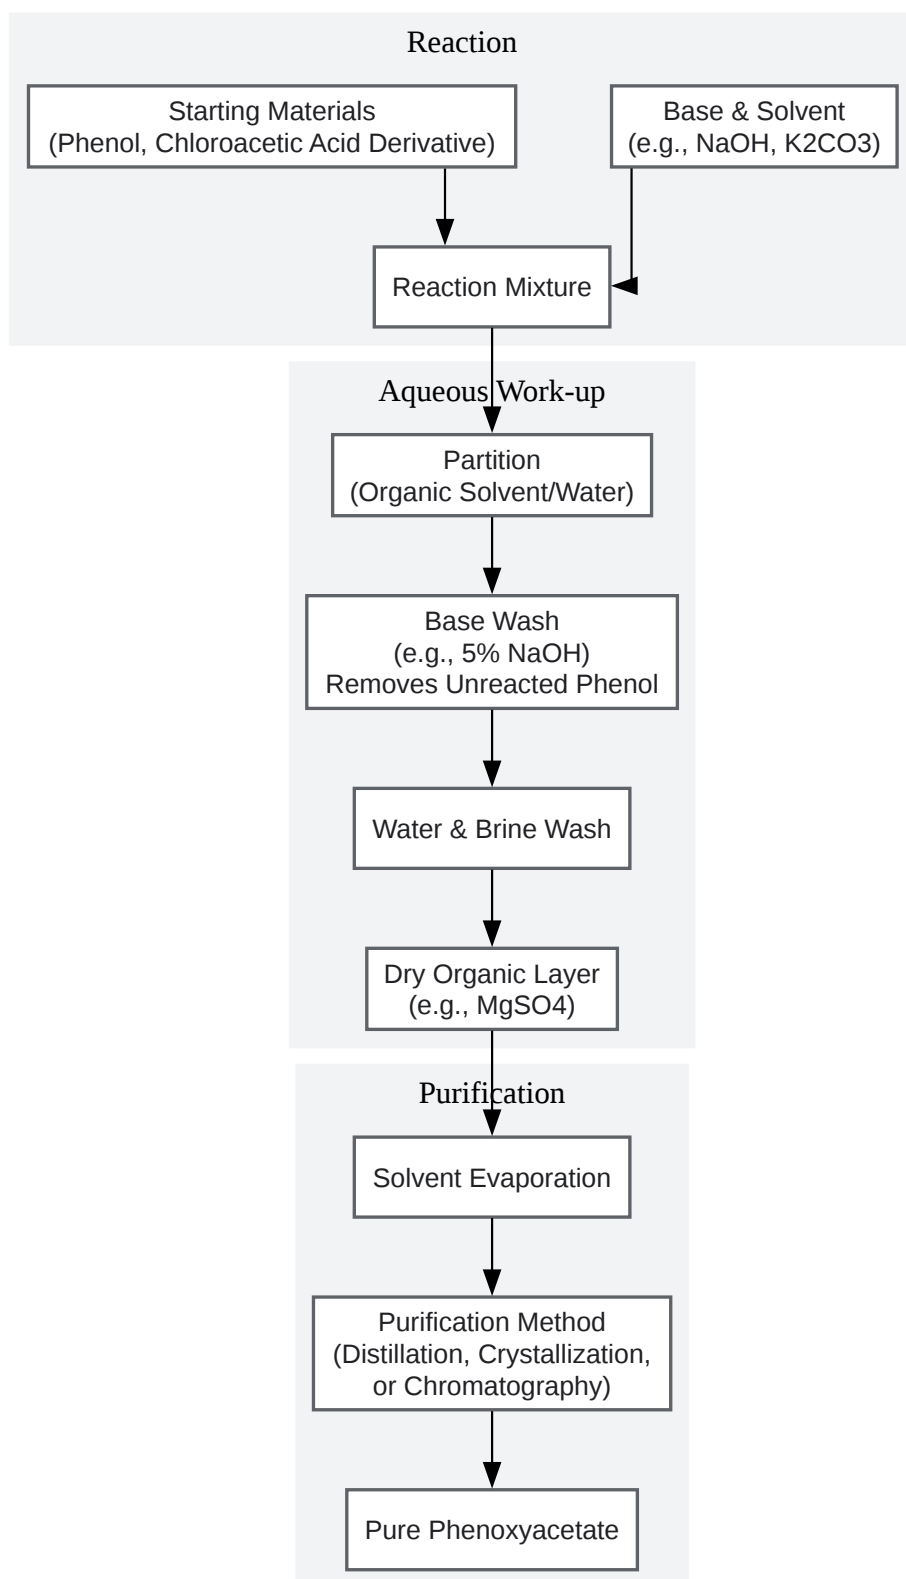 Reaction
Starting Materials
(Phenol, Chloroacetic Acid Derivative)
Base & Solvent
(e.g., NaOH, K2CO3)
Reaction Mixture
Aqueous Work-up
Partition
(Organic Solvent/Water)
Base Wash
(e.g., 5% NaOH)
Removes Unreacted Phenol
Water & Brine Wash
Dry Organic Layer
(e.g., MgSO4)
Purification
Solvent Evaporation
Purification Method
(Distillation, Crystallization,
or Chromatography)
Pure Phenoxyacetate